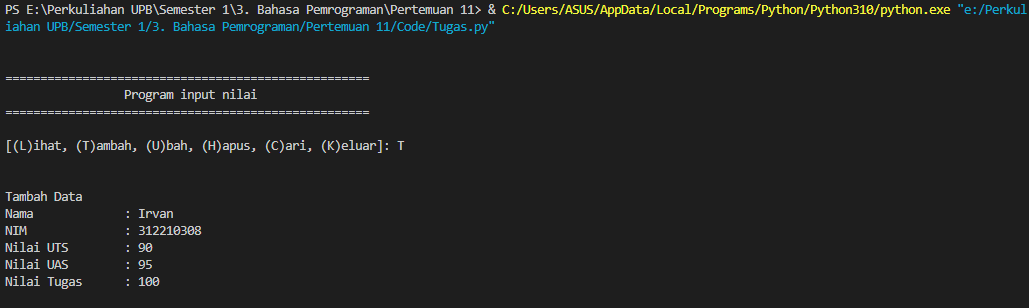 PS E:\Perkuliahan UPB\Semester 1\3. Bahasa Pemrograman\Pertemuan 11> & C:/Users/ASUS/AppData/Local/Programs/Python/Python310/python.exe "e:/Perkul
iahan UPB/Semester 1/3. Bahasa Pemrograman/Pertemuan 11/Code/Tugas.py"
====================================================
Program input nilai
====================================================
[(L)ihat, (T)ambah, (U)bah, (H)apus, (C)ari, (K)eluar]: T
Tambah Data
Nama : Irvan
NIM : 312210308
Nilai UTS : 90
Nilai UAS : 95
Nilai Tugas : 100